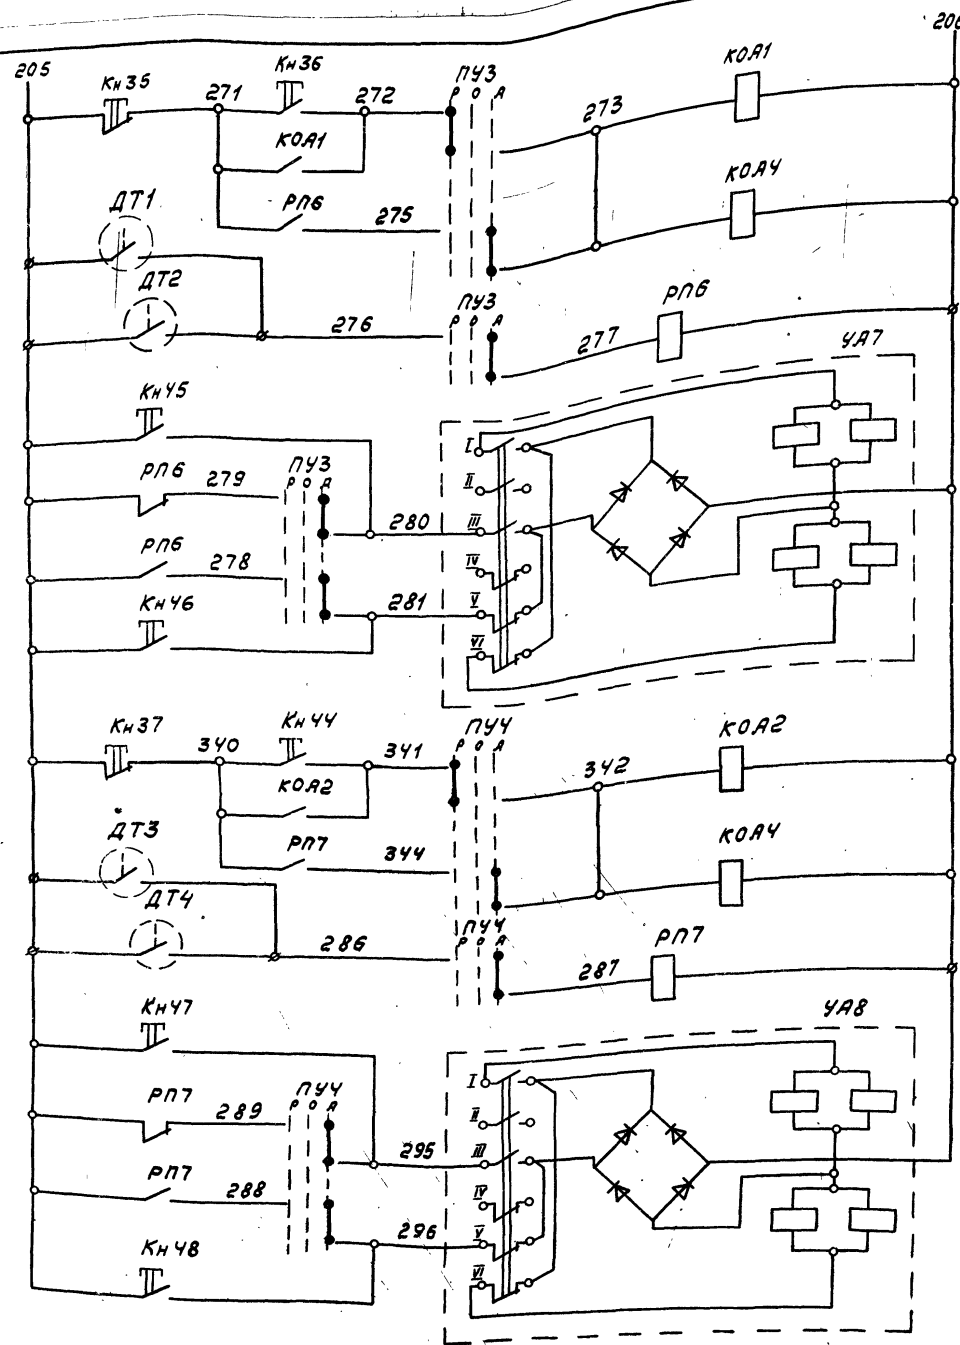 205
206
Кн35
271
Кн36
272
ПУ3
Р О А
273
КОА1
КОА1
РП6
275
КОА4
ДТ1
ДТ2
276
ПУ3
Р О А
277
РП6
УА7
Кн45
РП6
279
ПУ3
Р О А
280
РП6
278
281
Кн46
I
II
III
IV
V
VI
Кн37
340
Кн44
341
ПУ4
Р О А
342
КОА2
КОА2
РП7
344
КОА4
ДТ3
ДТ4
286
ПУ4
Р О А
287
РП7
УА8
Кн47
РП7
289
ПУ4
Р О А
295
РП7
288
296
Кн48
I
II
III
IV
V
VI